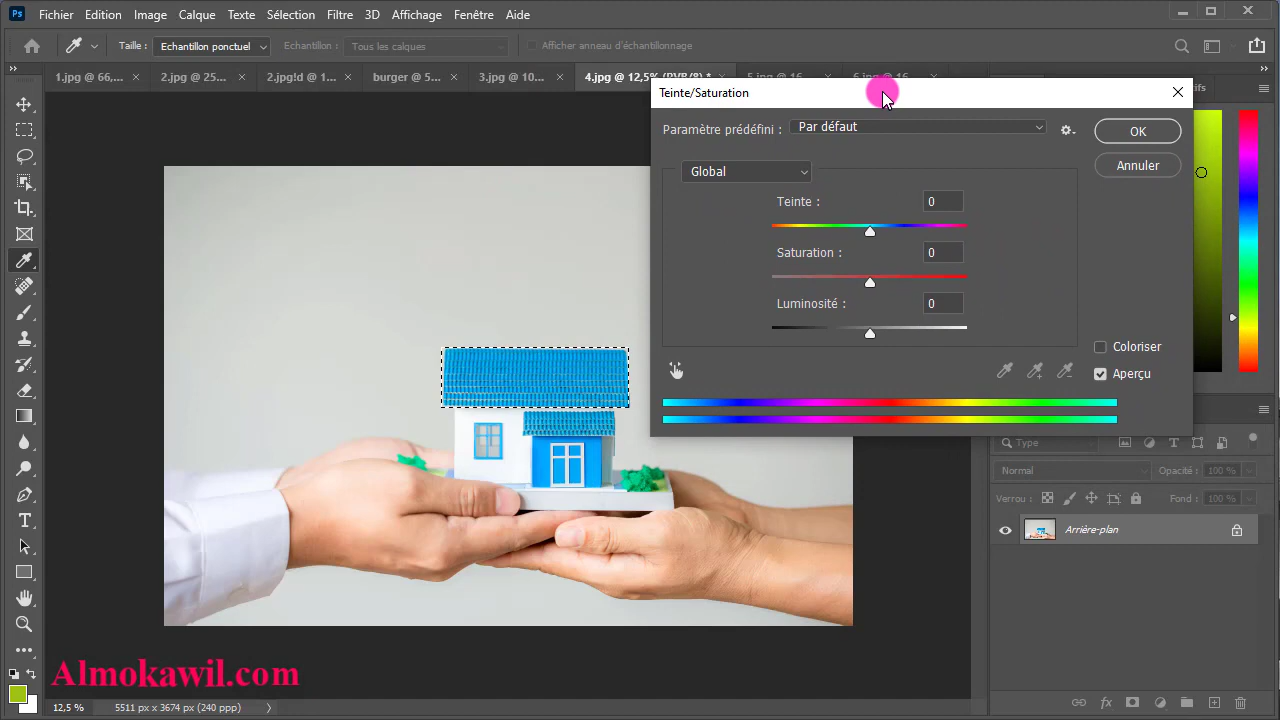 Ps Fichier Edition Image Calque Texte Sélection Filtre 3D Affichage Fenêtre Aide
Taille : Echantillon ponctuel Echantillon : Tous les calques Afficher anneau d'échantillonnage
1.jpg @ 66,... 2.jpg @ 25... 2.jpg!d @ 1... burger @ 5... 3.jpg @ 10... 4.jpg @ 12,5% (RVB/8) *
Teinte/Saturation
Paramètre prédéfini : Par défaut
OK
Annuler
Global
Teinte : 0
Saturation : 0
Luminosité : 0
Coloriser
Aperçu
Type
Normal Opacité : 100 %
Verrou : Fond : 100 %
Arrière-plan
Almokawil.com
12,5 % 5511 px x 3674 px (240 ppp)